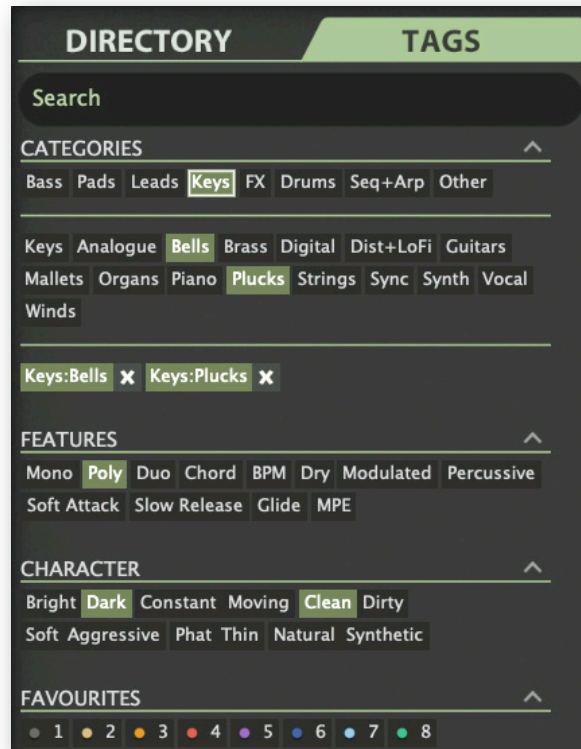 DIRECTORY TAGS
Search
CATEGORIES
Bass Pads Leads Keys FX Drums Seq+Arp Other
Keys Analogue Bells Brass Digital Dist+LoFi Guitars
Mallets Organs Piano Plucks Strings Sync Synth Vocal
Winds
Keys:Bells x Keys:Plucks x
FEATURES
Mono Poly Duo Chord BPM Dry Modulated Percussive
Soft Attack Slow Release Glide MPE
CHARACTER
Bright Dark Constant Moving Clean Dirty
Soft Aggressive Phat Thin Natural Synthetic
FAVOURITES
1 2 3 4 5 6 7 8